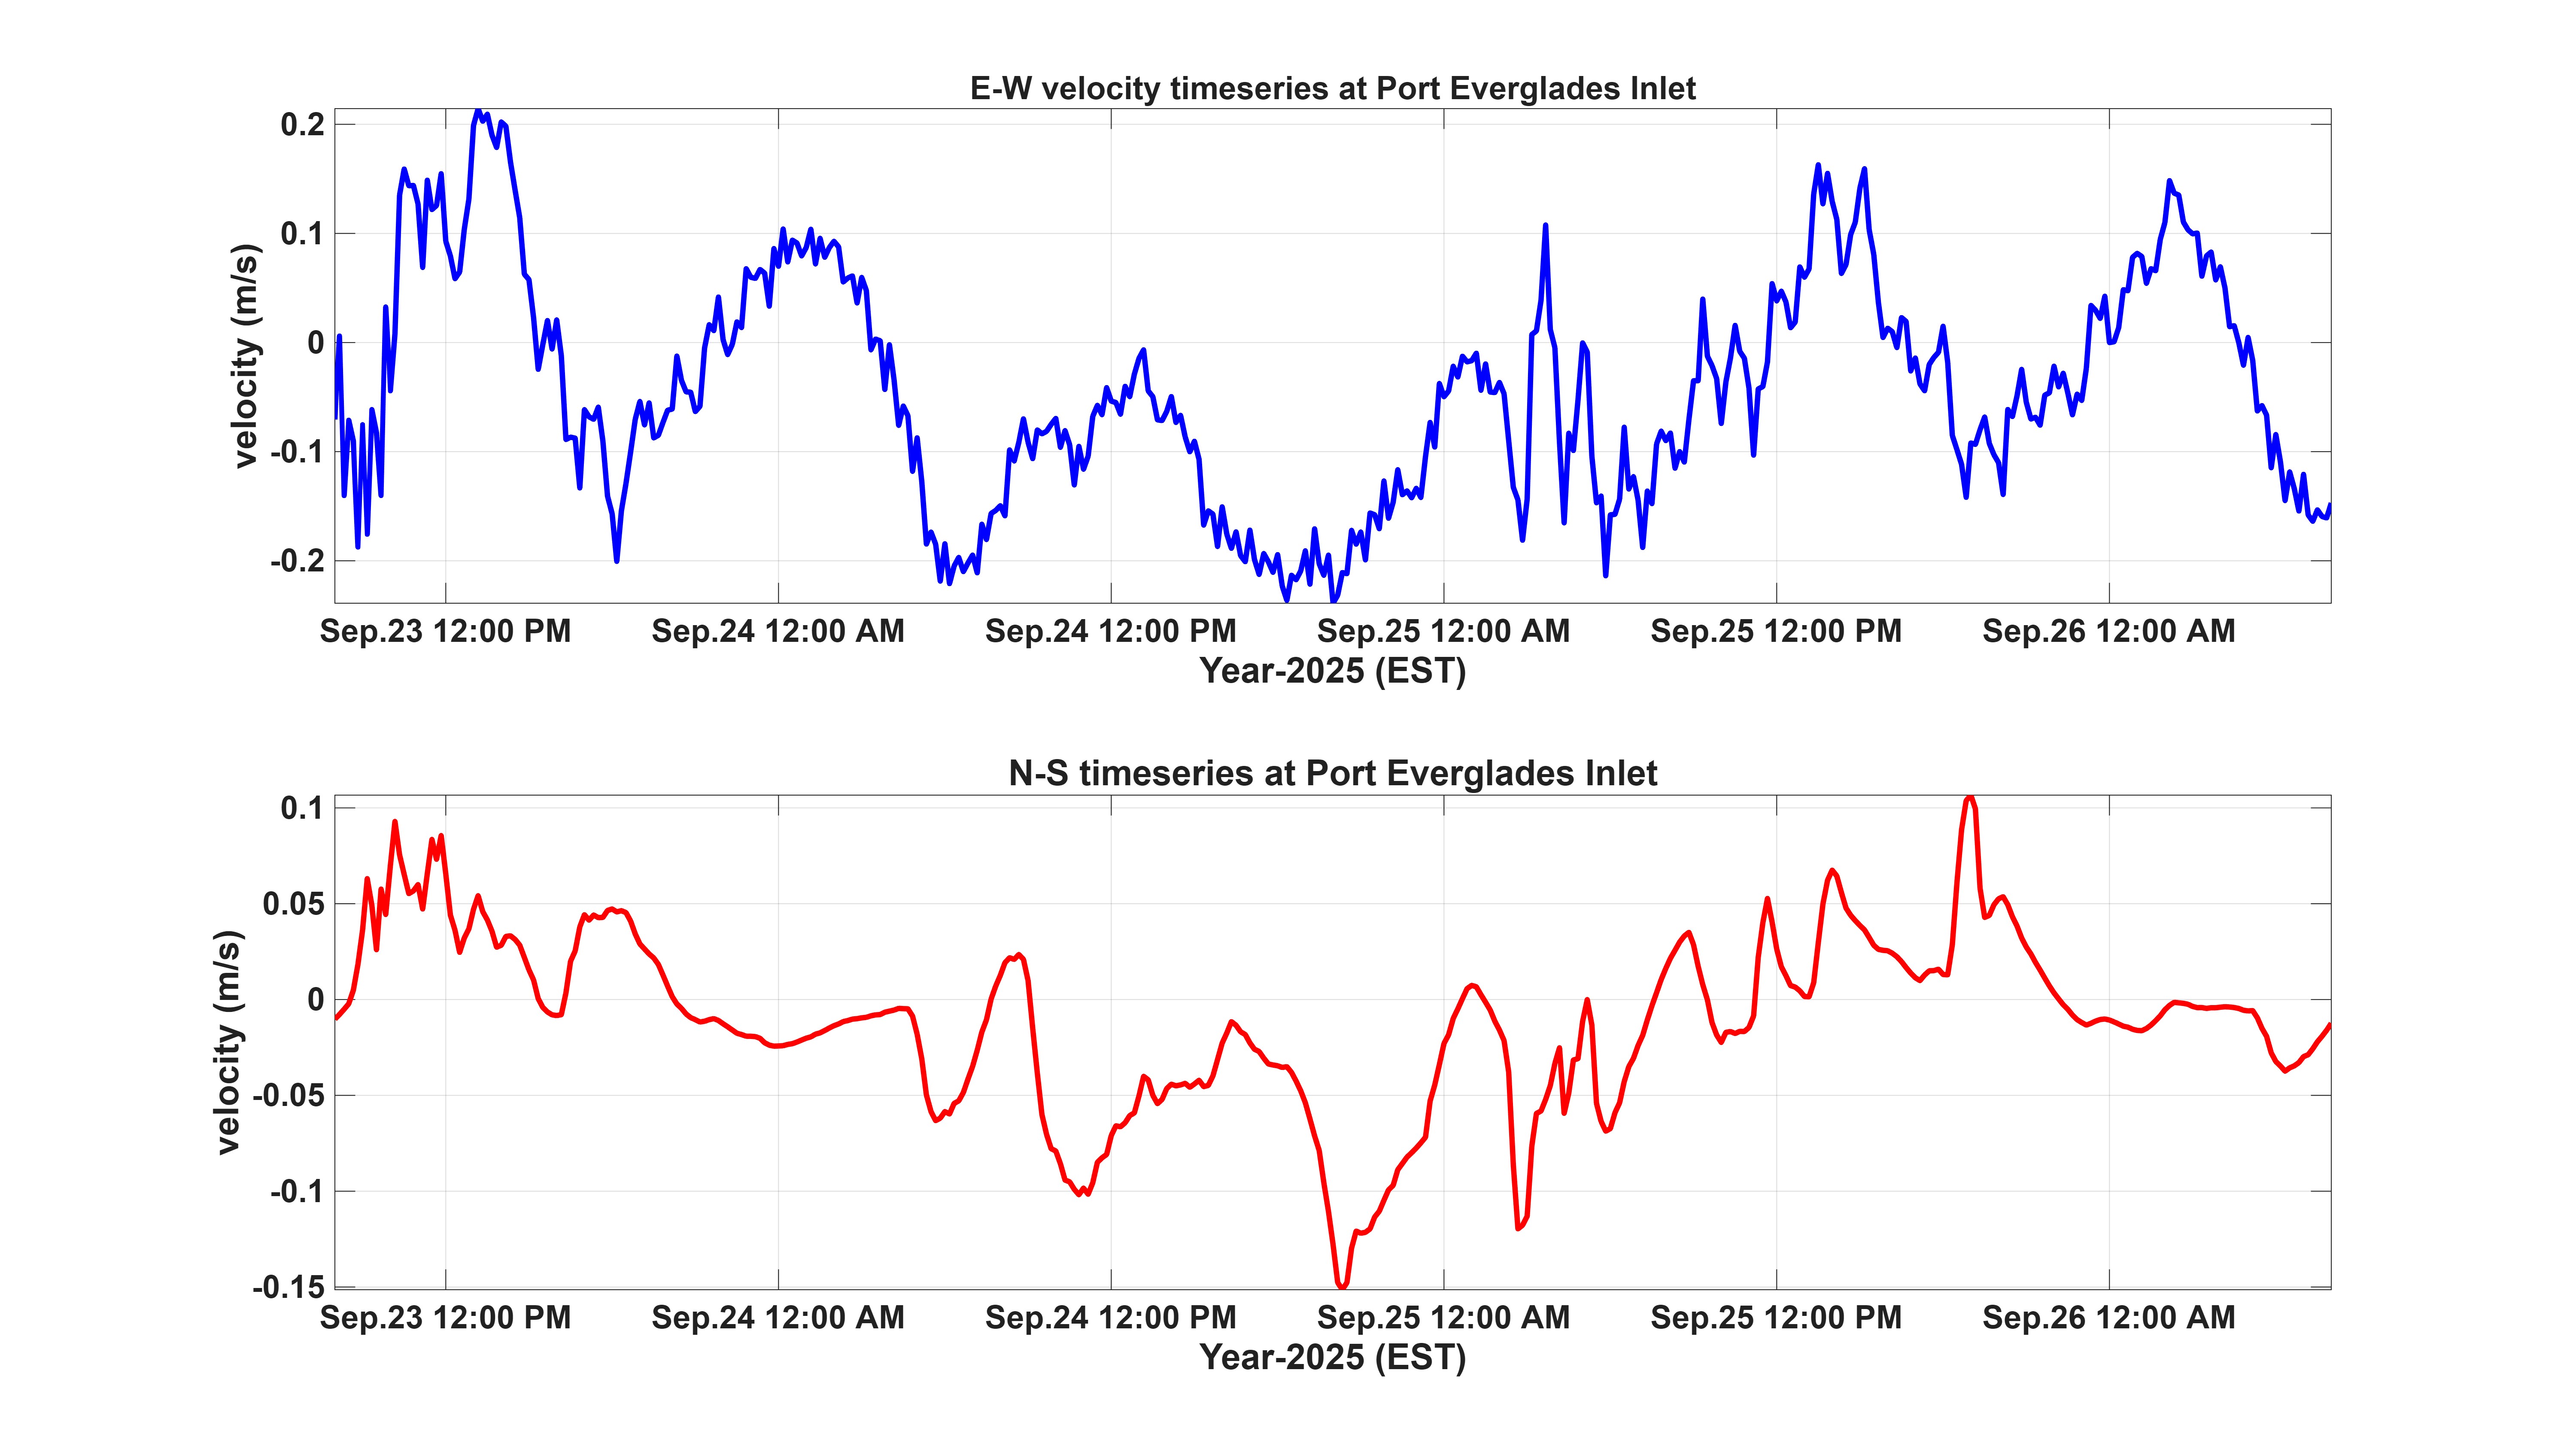 E-W velocity timeseries at Port Everglades Inlet
0.2
0.1
0
-0.1
-0.2
velocity (m/s)
Sep.23 12:00 PM Sep.24 12:00 AM Sep.24 12:00 PM Sep.25 12:00 AM Sep.25 12:00 PM Sep.26 12:00 AM
Year-2025 (EST)
N-S timeseries at Port Everglades Inlet
0.1
0.05
0
-0.05
-0.1
-0.15
velocity (m/s)
Sep.23 12:00 PM Sep.24 12:00 AM Sep.24 12:00 PM Sep.25 12:00 AM Sep.25 12:00 PM Sep.26 12:00 AM
Year-2025 (EST)